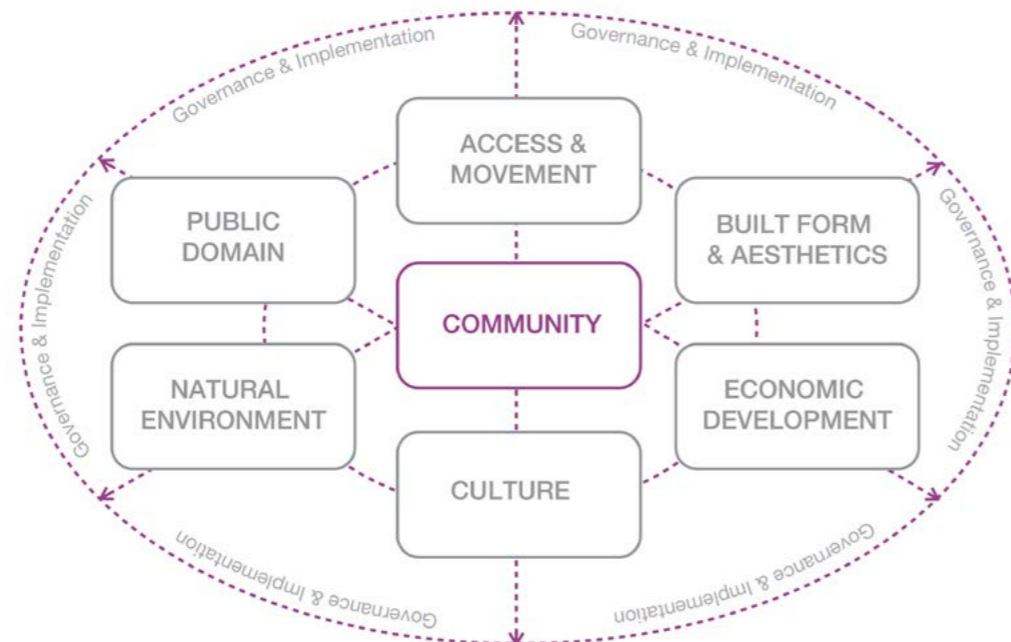 Governance & Implementation
Governance & Implementation
ACCESS &
MOVEMENT
PUBLIC
DOMAIN
BUILT FORM
& AESTHETICS
Governance & Implementation
Governance & Implementation
COMMUNITY
NATURAL
ENVIRONMENT
ECONOMIC
DEVELOPMENT
CULTURE
Governance & Implementation
Governance & Implementation